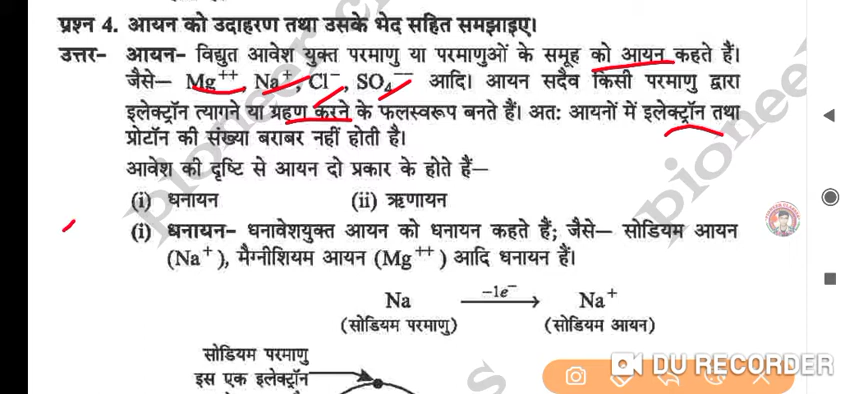 प्रश्न 4. आयन को उदाहरण तथा उसके भेद सहित समझाइए।
उत्तर- आयन- विद्युत आवेश युक्त परमाणु या परमाणुओं के समूह को आयन कहते हैं।
जैसे— Mg⁺⁺, Na⁺, Cl⁻, SO₄⁻⁻ आदि। आयन सदैव किसी परमाणु द्वारा
इलेक्ट्रॉन त्यागने या ग्रहण करने के फलस्वरूप बनते हैं। अतः आयनों में इलेक्ट्रॉन तथा
प्रोटॉन की संख्या बराबर नहीं होती है।
आवेश की दृष्टि से आयन दो प्रकार के होते हैं—
(i) धनायन (ii) ऋणायन
(i) धनायन- धनावेशयुक्त आयन को धनायन कहते हैं; जैसे— सोडियम आयन
(Na⁺), मैग्नीशियम आयन (Mg⁺⁺) आदि धनायन हैं।
Na —1e⁻→ Na⁺
(सोडियम परमाणु) (सोडियम आयन)
सोडियम परमाणु
इस एक इलेक्ट्रॉन
DU RECORDER
pioneer
pioneer